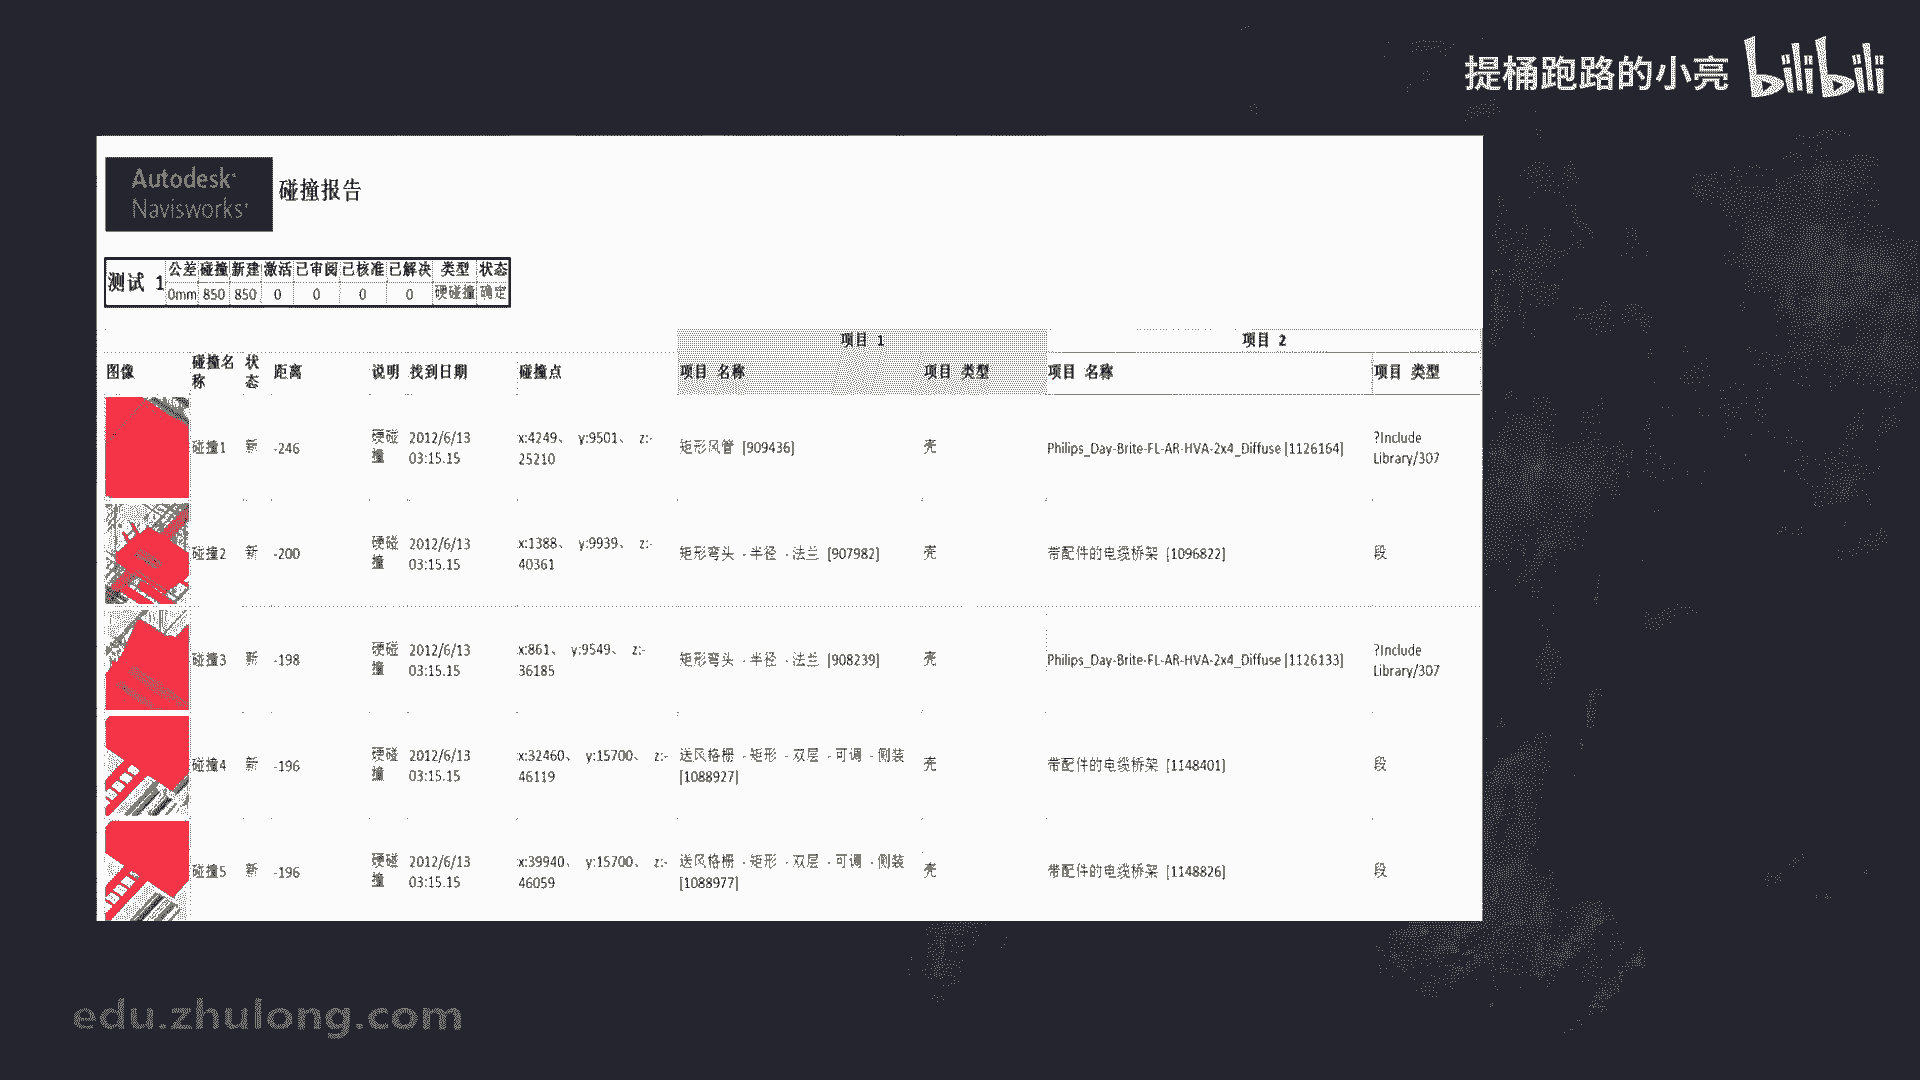 提桶跑路的小亮 bilibili
Autodesk
Navisworks
碰撞报告
测试 1
公差 碰撞 新建 激活 已审阅 已核准 已解决 类型 状态
0mm 850 850 0 0 0 0 硬碰撞 确定
项目 1 项目 2
图像 碰撞名称 状态 距离 说明 找到日期 碰撞点 项目 名称 项目 类型 项目 名称 项目 类型
碰撞1 新 -246 硬碰撞 2012/6/13 03:15.15 x:4249、 y:9501、 z:-25210 矩形风管 [909436] 壳 Philips_Day-Brite-FL-AR-HVA-2x4_Diffuse [1126164] ?Include Library/307
碰撞2 新 -200 硬碰撞 2012/6/13 03:15.15 x:1388、 y:9939、 z:-40361 矩形弯头 - 半径 - 法兰 [907982] 壳 带配件的电缆桥架 [1096822] 段
碰撞3 新 -198 硬碰撞 2012/6/13 03:15.15 x:861、 y:9549、 z:-36185 矩形弯头 - 半径 - 法兰 [908239] 壳 Philips_Day-Brite-FL-AR-HVA-2x4_Diffuse [1126133] ?Include Library/307
碰撞4 新 -196 硬碰撞 2012/6/13 03:15.15 x:32460、 y:15700、 z:-46119 送风格栅 - 矩形 - 双层 - 可调 - 侧装 [1088927] 壳 带配件的电缆桥架 [1148401] 段
碰撞5 新 -196 硬碰撞 2012/6/13 03:15.15 x:39940、 y:15700、 z:-46059 送风格栅 - 矩形 - 双层 - 可调 - 侧装 [1088977] 壳 带配件的电缆桥架 [1148826] 段
edu.zhulong.com